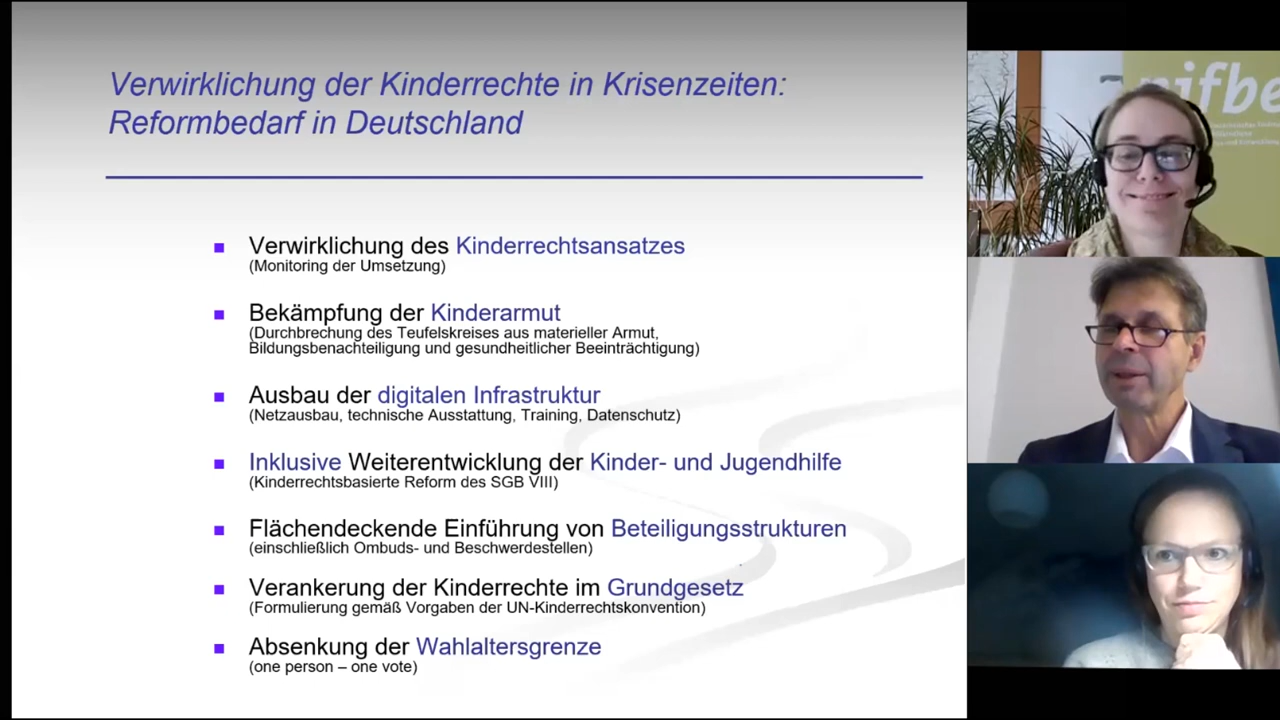 Verwirklichung der Kinderrechte in Krisenzeiten:
Reformbedarf in Deutschland
Verwirklichung des Kinderrechtsansatzes
(Monitoring der Umsetzung)
Bekämpfung der Kinderarmut
(Durchbrechung des Teufelskreises aus materieller Armut,
Bildungsbenachteiligung und gesundheitlicher Beeinträchtigung)
Ausbau der digitalen Infrastruktur
(Netzausbau, technische Ausstattung, Training, Datenschutz)
Inklusive Weiterentwicklung der Kinder- und Jugendhilfe
(Kinderrechtsbasierte Reform des SGB VIII)
Flächendeckende Einführung von Beteiligungsstrukturen
(einschließlich Ombuds- und Beschwerdestellen)
Verankerung der Kinderrechte im Grundgesetz
(Formulierung gemäß Vorgaben der UN-Kinderrechtskonvention)
Absenkung der Wahlaltersgrenze
(one person – one vote)
nifbe